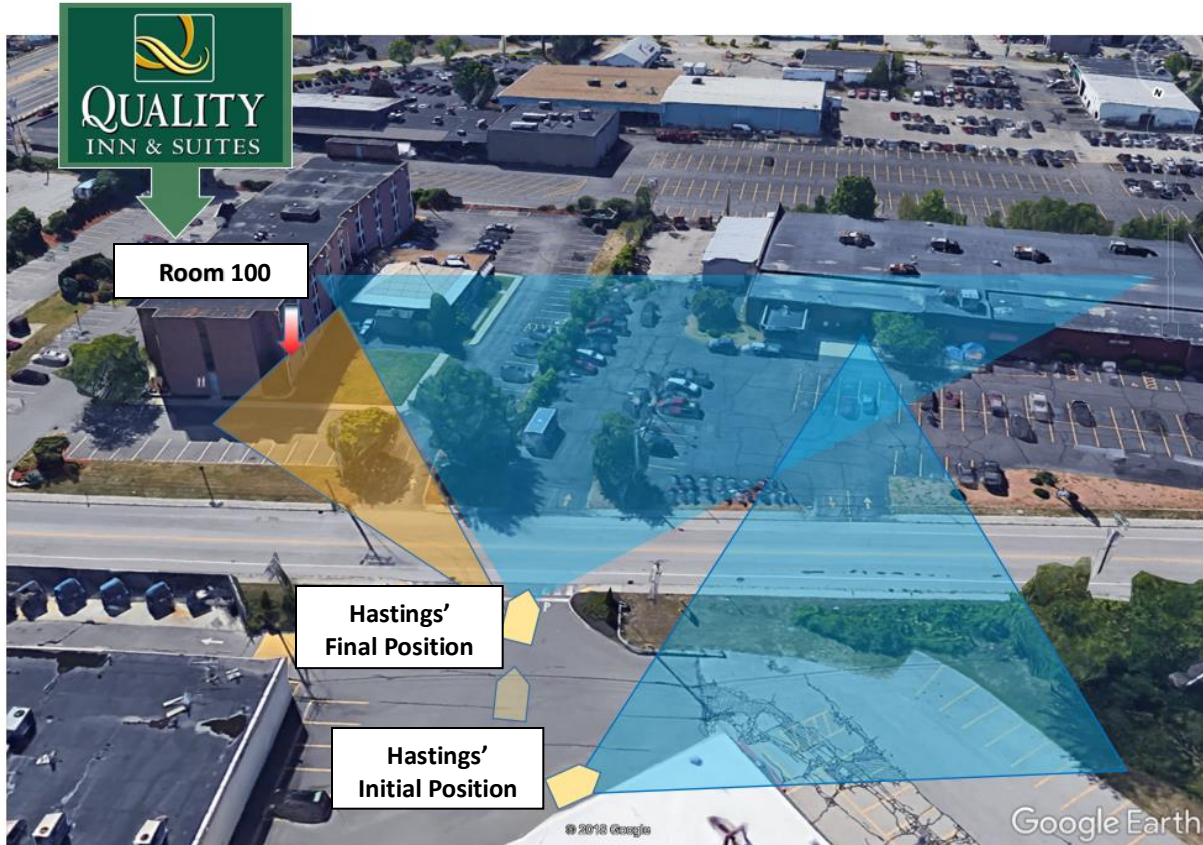 QUALITY
INN & SUITES
Room 100
Hastings’
Final Position
Hastings’
Initial Position
N
© 2018 Google
Google Earth